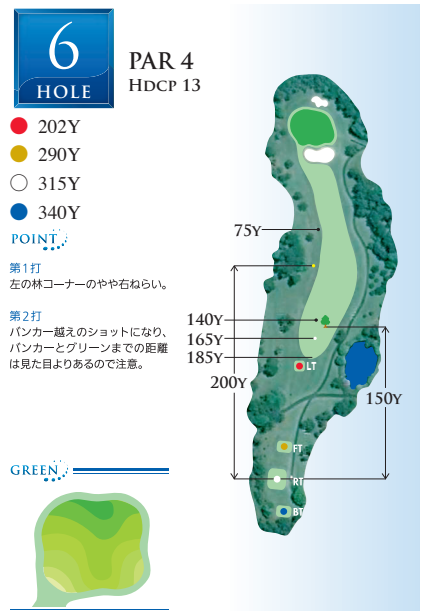 6
HOLE
PAR 4
HDCP 13
202Y
290Y
315Y
340Y
POINT
第1打
左の林コーナーのやや右ねらい。
第2打
バンカー越えのショットになり、
バンカーとグリーンまでの距離
は見た目よりあるので注意。
GREEN
75Y
140Y
165Y
185Y
LT
200Y
150Y
FT
RT
BT